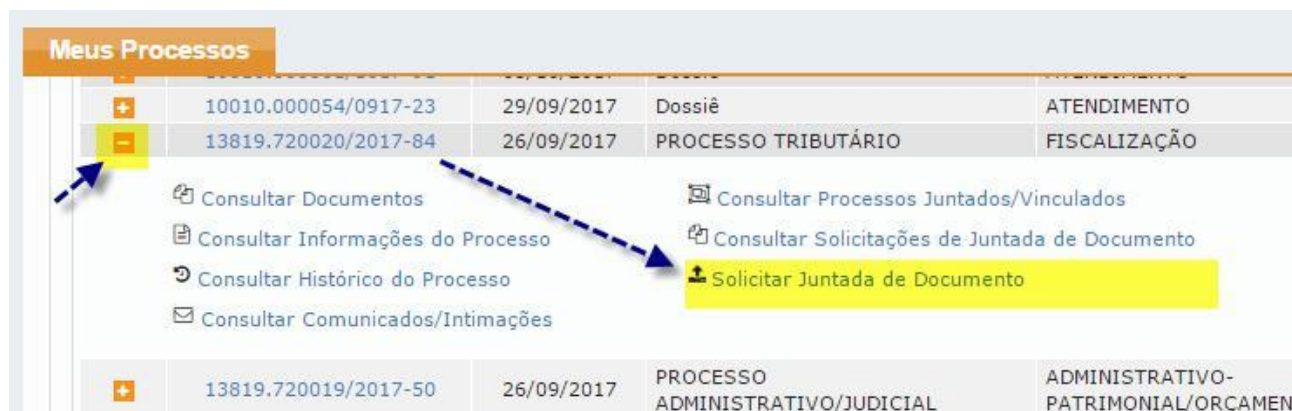 Meus Processos
10010.000054/0917-23 29/09/2017 Dossiê ATENDIMENTO
13819.720020/2017-84 26/09/2017 PROCESSO TRIBUTÁRIO FISCALIZAÇÃO
Consultar Documentos Consultar Processos Juntados/Vinculados
Consultar Informações do Processo Consultar Solicitações de Juntada de Documento
Consultar Histórico do Processo Solicitar Juntada de Documento
Consultar Comunicados/Intimações
13819.720019/2017-50 26/09/2017 PROCESSO ADMINISTRATIVO-
ADMINISTRATIVO/JUDICIAL PATRIMONIAL/ORÇAMEN